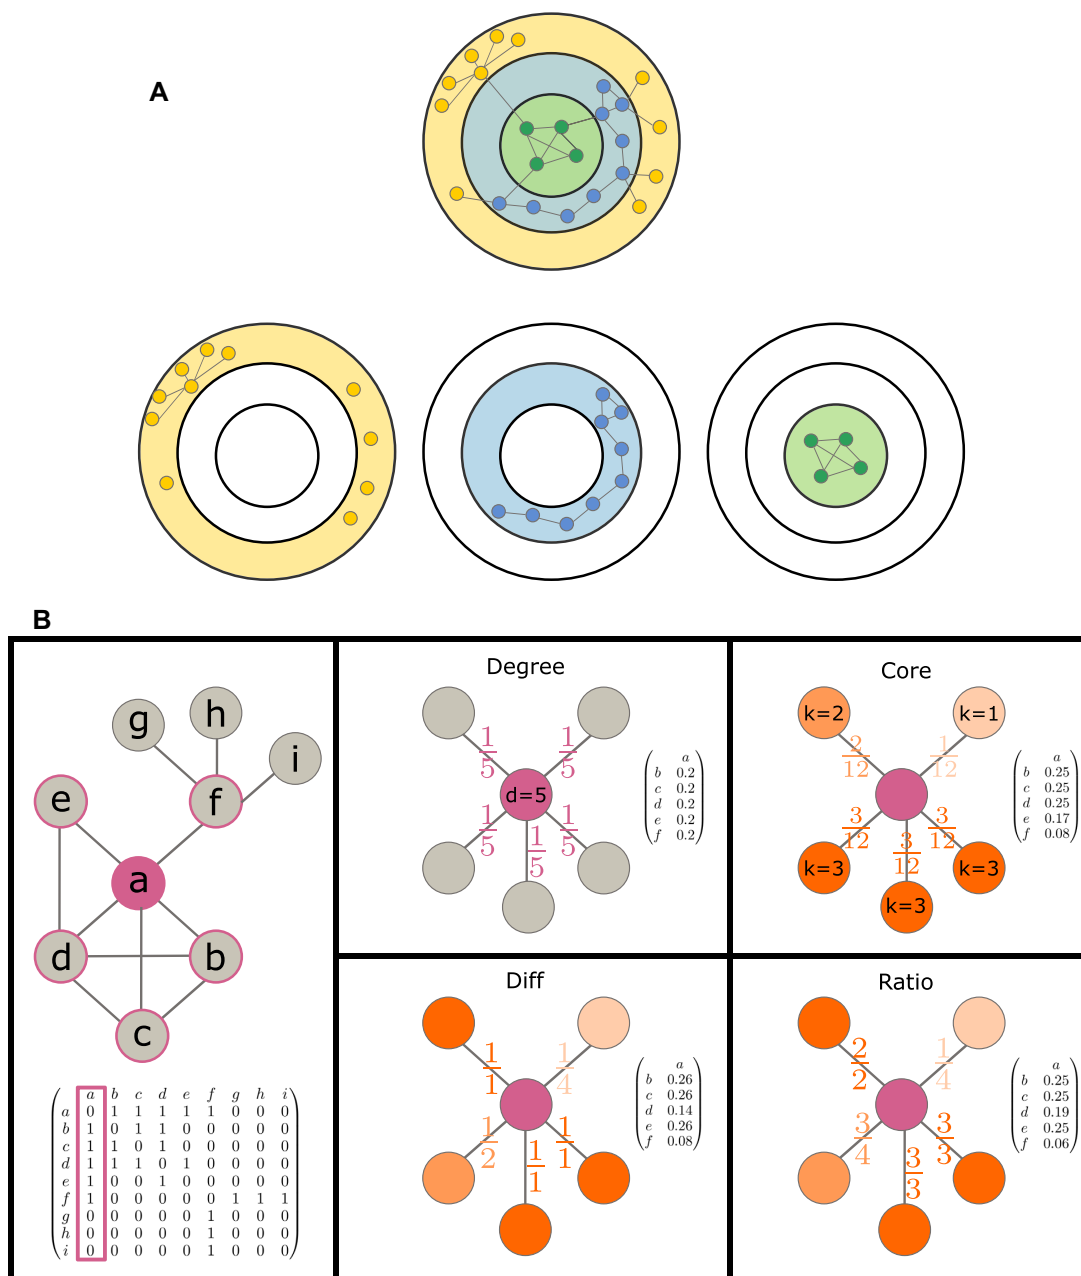 A
B
g
h
i
e
f
a
d
b
c
a b c d e f g h i
a 0 1 1 1 1 1 0 0 0
b 1 0 1 1 0 0 0 0 0
c 1 1 0 1 0 0 0 0 0
d 1 1 1 0 1 0 0 0 0
e 1 0 0 1 0 0 0 0 0
f 1 0 0 0 0 0 1 1 1
g 0 0 0 0 0 1 0 0 0
h 0 0 0 0 0 1 0 0 0
i 0 0 0 0 0 1 0 0 0
Degree
1/5 1/5
d=5
1/5 1/5 1/5
a
b 0.2
c 0.2
d 0.2
e 0.2
f 0.2
Core
k=2 k=1
2/12 1/12
3/12 3/12 3/12
k=3 k=3
k=3
a
b 0.25
c 0.25
d 0.25
e 0.17
f 0.08
Diff
1/1 1/4
1/2 1/1 1/1
a
b 0.26
c 0.26
d 0.14
e 0.26
f 0.08
Ratio
2/2 1/4
3/4 3/3 3/3
a
b 0.25
c 0.25
d 0.19
e 0.25
f 0.06